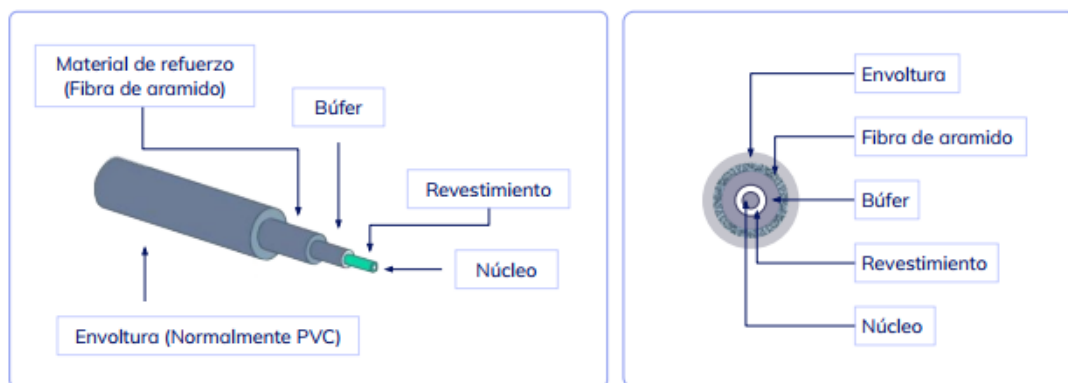 Material de refuerzo
(Fibra de aramido)
Búfer
Revestimiento
Núcleo
Envoltura (Normalmente PVC)
Envoltura
Fibra de aramido
Búfer
Revestimiento
Núcleo